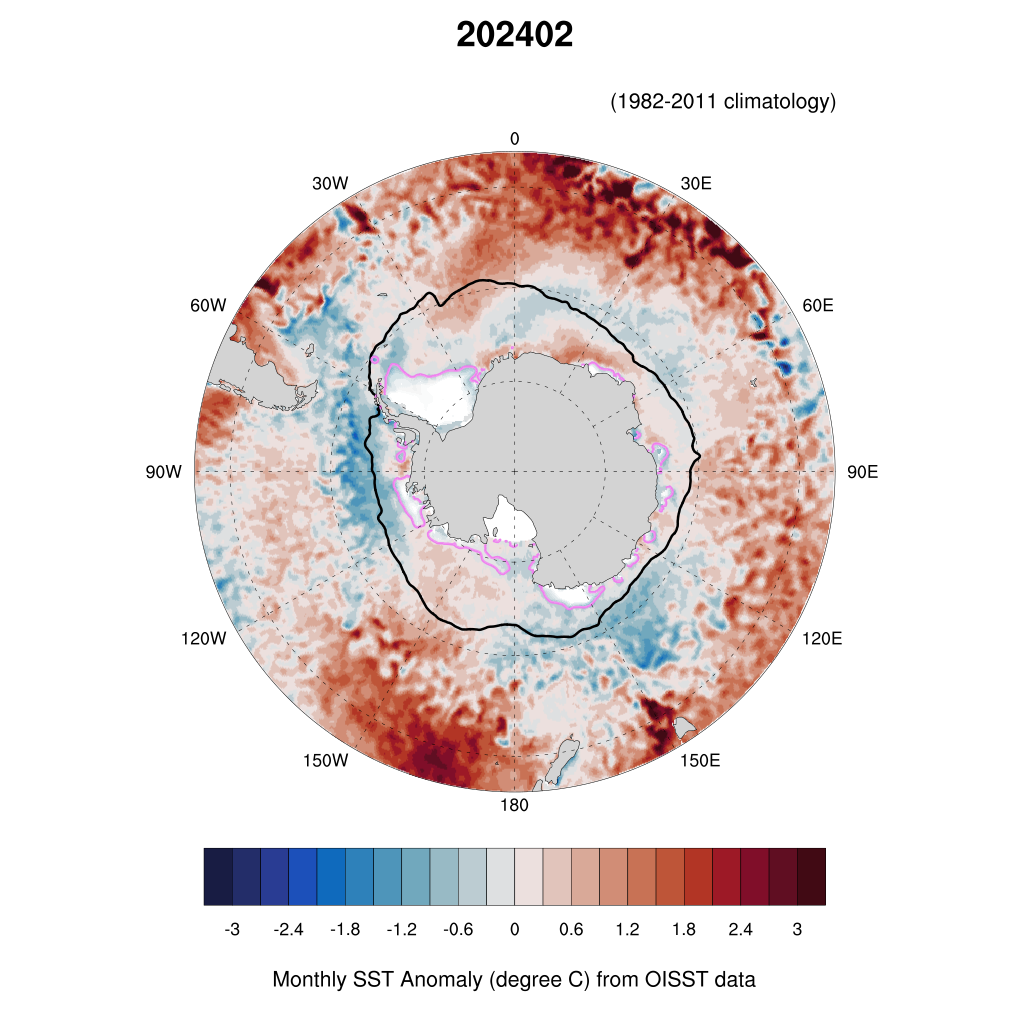 202402
(1982-2011 climatology)
0
30W
30E
60W
60E
90W
90E
120W
120E
150W
150E
180
-3 -2.4 -1.8 -1.2 -0.6 0 0.6 1.2 1.8 2.4 3
Monthly SST Anomaly (degree C) from OISST data